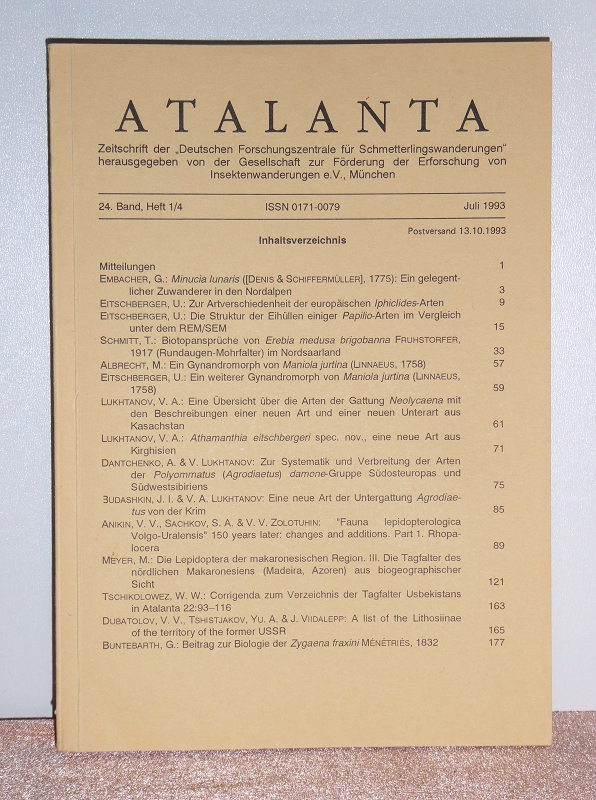 ATALANTA
Zeitschrift der „Deutschen Forschungszentrale für Schmetterlingswanderungen"
herausgegeben von der Gesellschaft zur Förderung der Erforschung von
Insektenwanderungen e.V., München
24. Band, Heft 1/4 ISSN 0171-0079 Juli 1993
Postversand 13.10.1993
Inhaltsverzeichnis
Mitteilungen 1
EMBACHER, G.: Minucia lunaris ([DENIS & SCHIFFERMÜLLER], 1775): Ein gelegent-
licher Zuwanderer in den Nordalpen 3
EITSCHBERGER, U.: Zur Artverschiedenheit der europäischen Iphiclides-Arten 9
EITSCHBERGER, U.: Die Struktur der Eihüllen einiger Papilio-Arten im Vergleich
unter dem REM/SEM 15
SCHMITT, T.: Biotopansprüche von Erebia medusa brigobanna FRUHSTORFER,
1917 (Rundaugen-Mohrfalter) im Nordsaarland 33
ALBRECHT, M.: Ein Gynandromorph von Maniola jurtina (LINNAEUS, 1758) 57
EITSCHBERGER, U.: Ein weiterer Gynandromorph von Maniola jurtina (LINNAEUS,
1758) 59
LUKHTANOV, V. A.: Eine Übersicht über die Arten der Gattung Neolycaena mit
den Beschreibungen einer neuen Art und einer neuen Unterart aus
Kasachstan 61
LUKHTANOV, V. A.: Athamanthia eitschbergeri spec. nov., eine neue Art aus
Kirghisien 71
DANTCHENKO, A. & V. LUKHTANOV: Zur Systematik und Verbreitung der Arten
der Polyommatus (Agrodiaetus) damone-Gruppe Südosteuropas und
Südwestsibiriens 75
BUDASHKIN, J. I. & V. A. LUKHTANOV: Eine neue Art der Untergattung Agrodiae-
tus von der Krim 85
ANIKIN, V. V., SACHKOV, S. A. & V. V. ZOLOTUHIN: "Fauna lepidopterologica
Volgo-Uralensis" 150 years later: changes and additions. Part 1. Rhopa-
locera 89
MEYER, M.: Die Lepidoptera der makaronesischen Region. III. Die Tagfalter des
nördlichen Makaronesiens (Madeira, Azoren) aus biogeographischer
Sicht 121
TSCHIKOLOWEZ, W. W.: Corrigenda zum Verzeichnis der Tagfalter Usbekistans
in Atalanta 22:93–116 163
DUBATOLOV, V. V., TSHISTJAKOV, YU. A. & J. VIIDALEPP: A list of the Lithosiinae
of the territory of the former USSR 165
BUNTEBARTH, G.: Beitrag zur Biologie der Zygaena fraxini MÉNÉTRIÉS, 1832 177